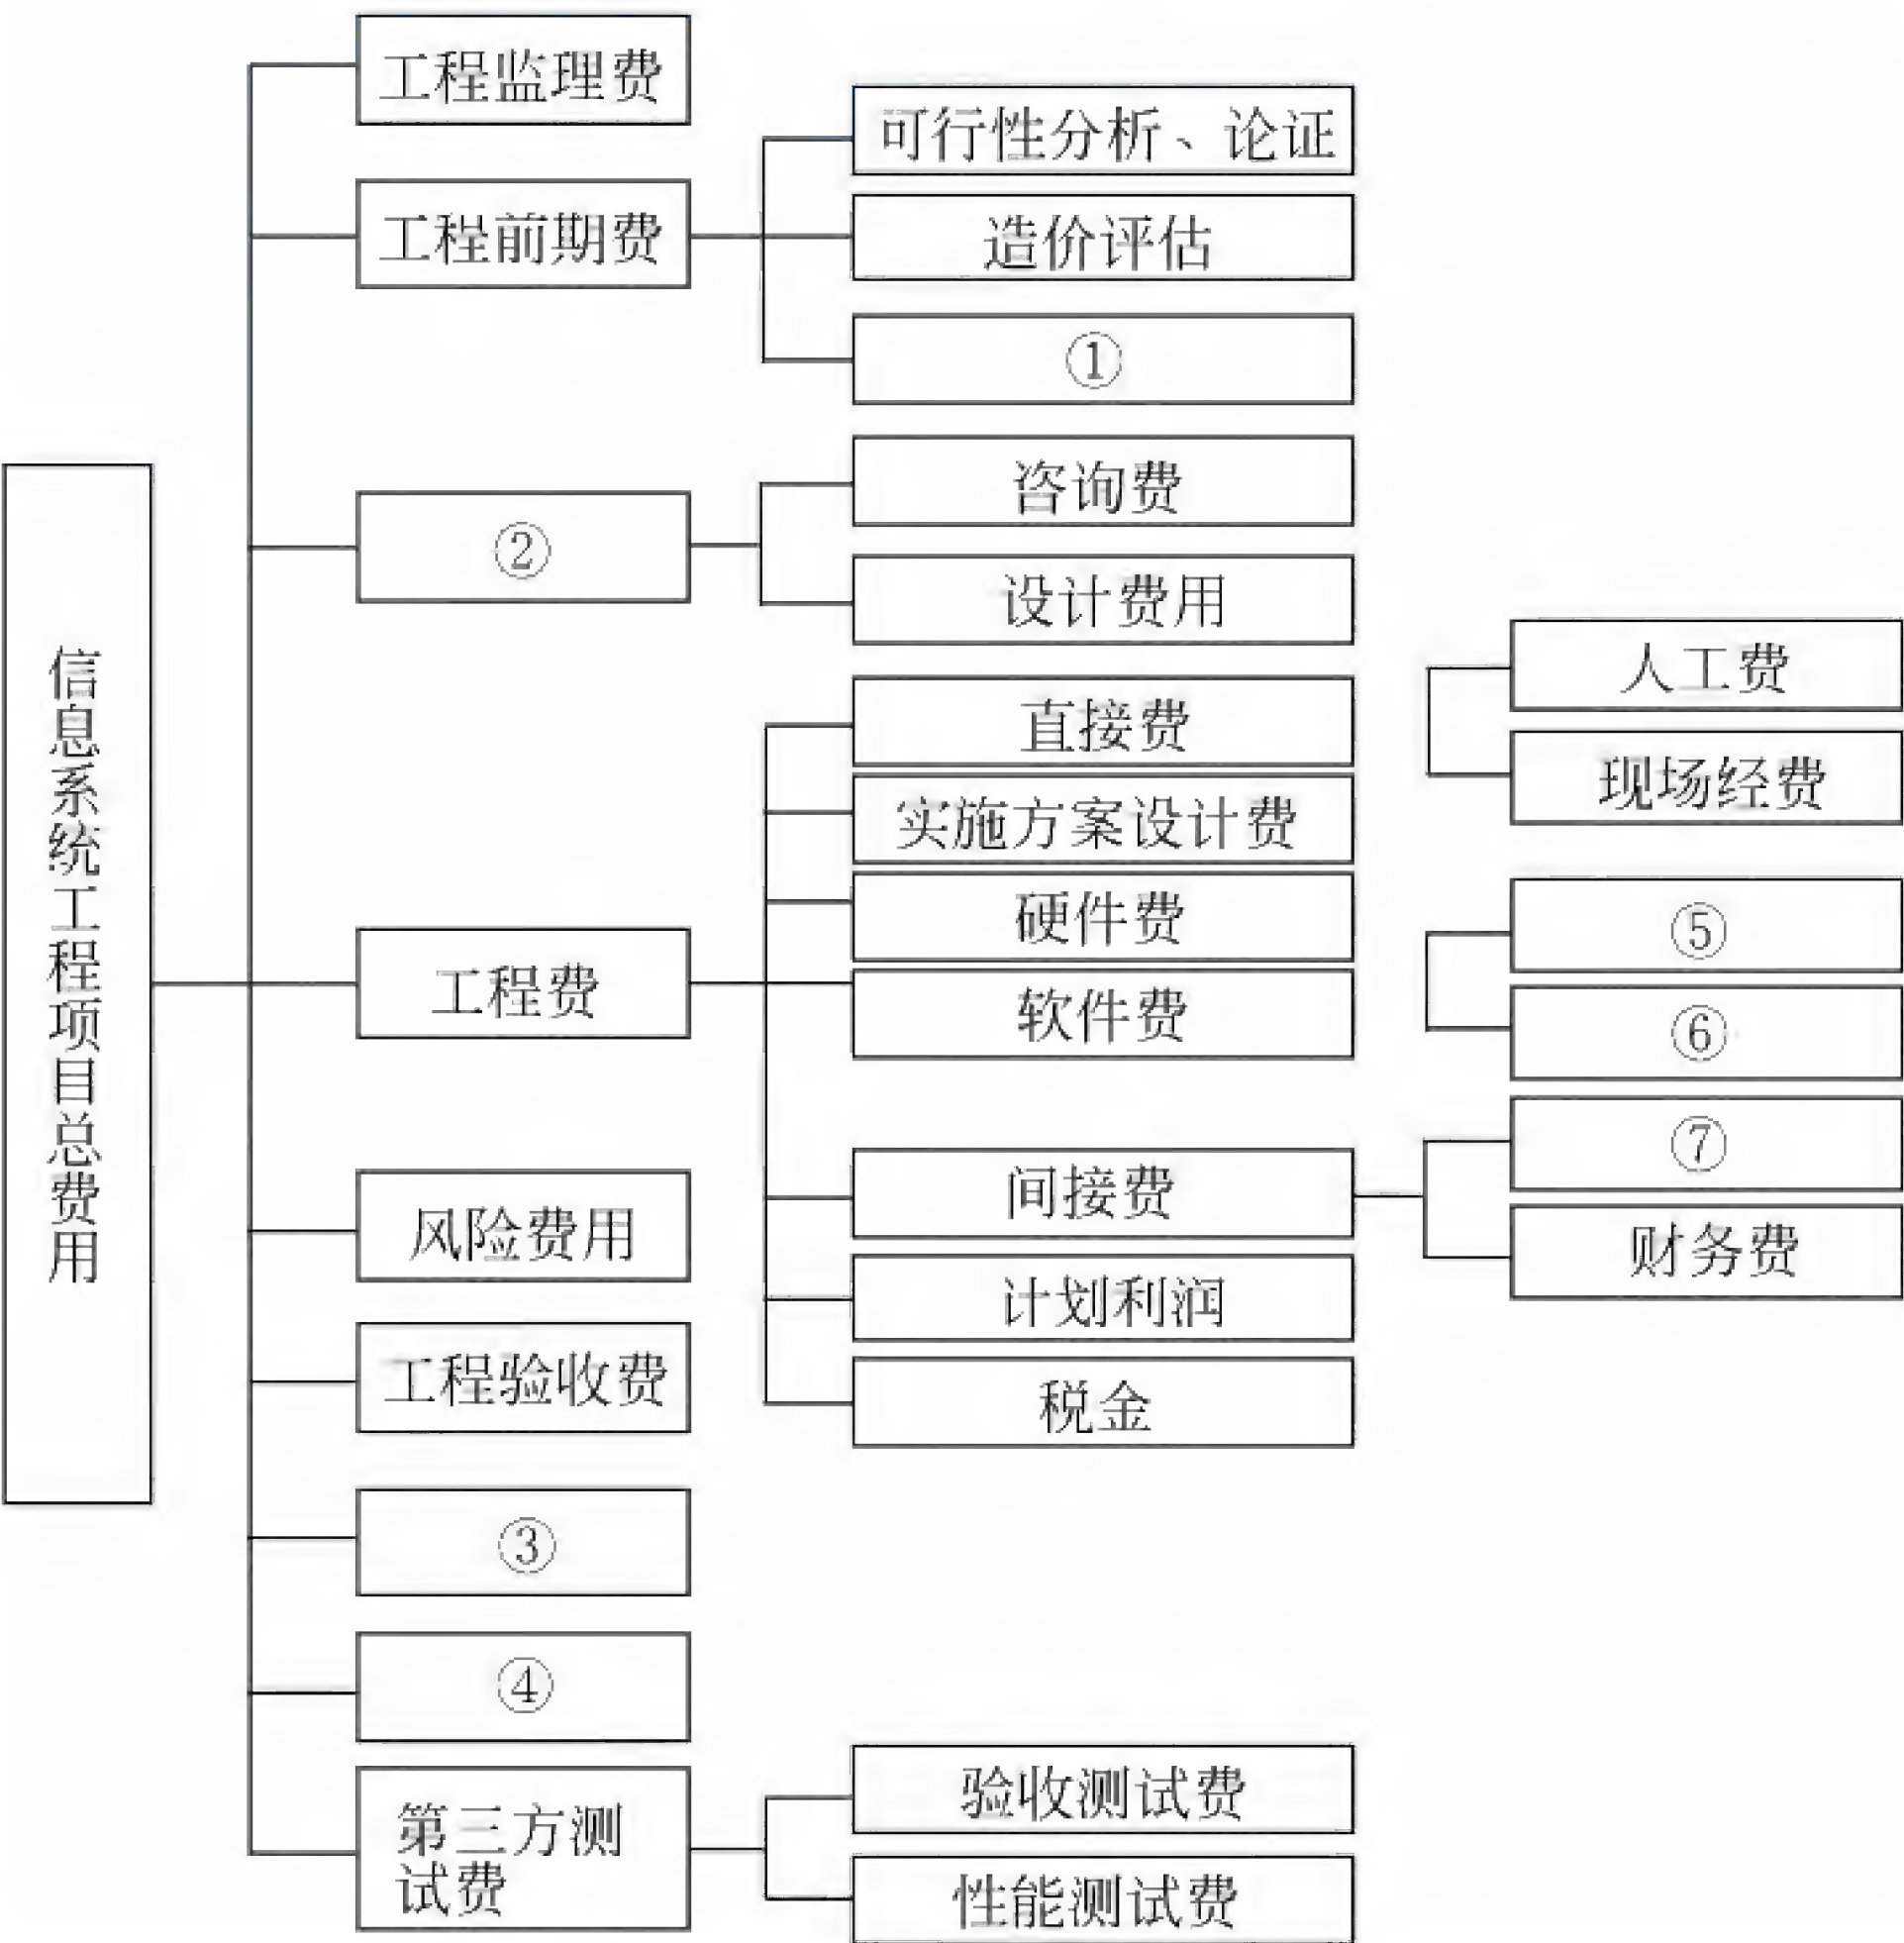 信息系统工程项目总费用
工程监理费
工程前期费
可行性分析、论证
造价评估
①
②
咨询费
设计费用
工程费
直接费
实施方案设计费
硬件费
软件费
间接费
计划利润
税金
人工费
现场经费
⑤
⑥
⑦
财务费
风险费用
工程验收费
③
④
第三方测
试费
验收测试费
性能测试费